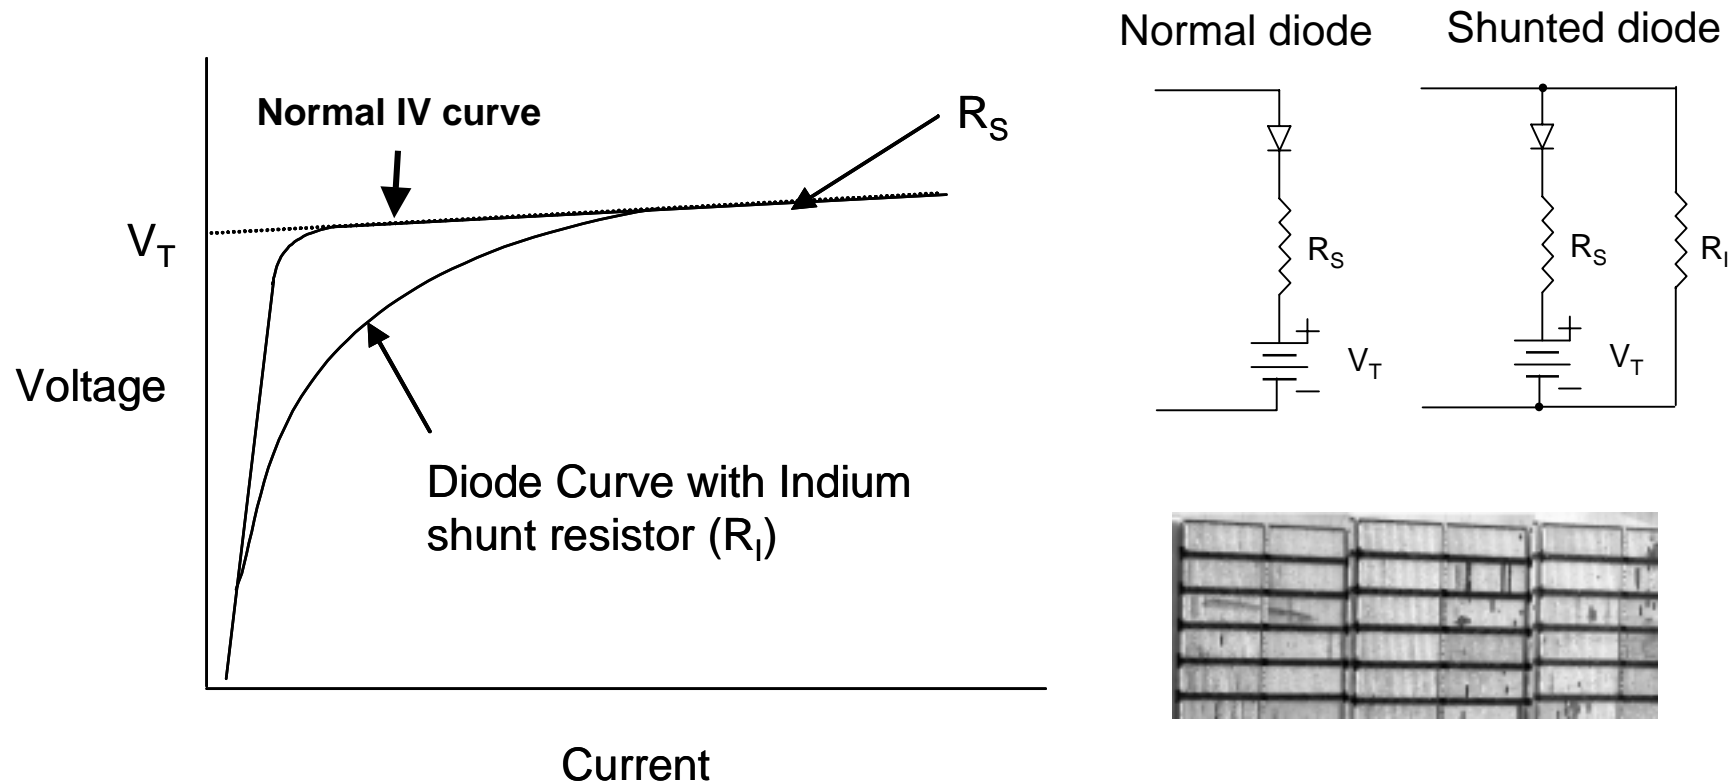 Normal diode
Shunted diode
Normal IV curve
R_S
V_T
Voltage
Diode Curve with Indium
shunt resistor (R_I)
Current
R_S
+
V_T
−
R_S
R_I
+
V_T
−